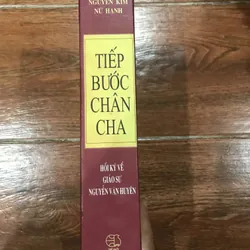 NGUYỄN KIM
NỮ HẠNH
TIẾP
BƯỚC
CHÂN
CHA
HỒI KÝ VỀ
GIÁO SƯ
NGUYỄN VĂN HUYÊN